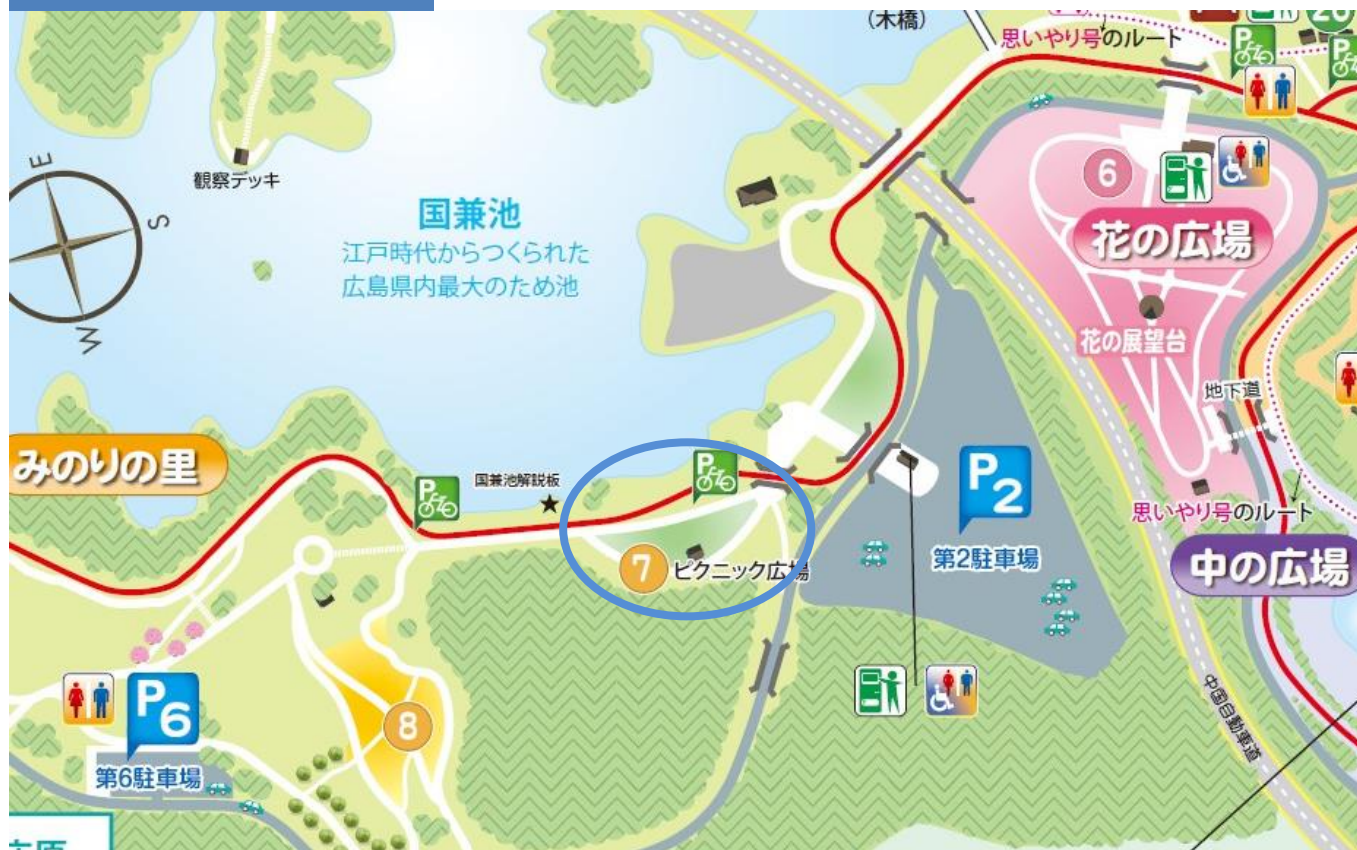 (木橋)
思いやり号のルート
P
P
観察デッキ
E
S
W
国兼池
江戸時代からつくられた
広島県内最大のため池
6
花の広場
花の展望台
地下道
みのりの里
P
国兼池解説板
★
P
P2
第2駐車場
思いやり号のルート
中の広場
7
ピクニック広場
P6
第6駐車場
8
中国自動車道